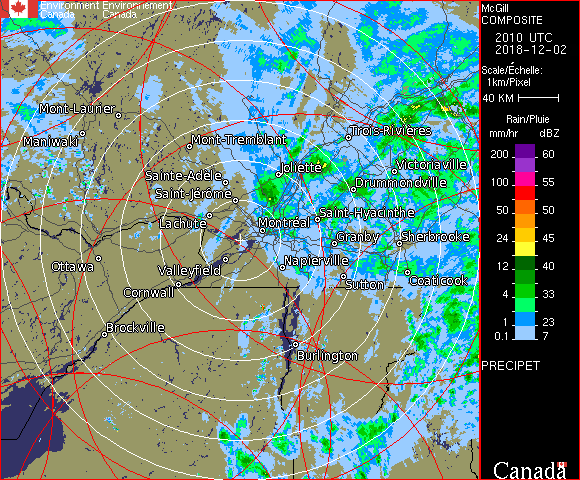 Environment Environnement
Canada Canada
McGill
COMPOSITE
2010 UTC
2018-12-02
Scale/Échelle:
1km/Pixel
40 KM
Rain/Pluie
mm/hr dBZ
200 60
100 55
50 50
24 45
12 40
4 33
1 23
0.1 7
PRECIPET
Canada
Mont-Laurier
Maniwaki
Mont-Tremblant
Trois-Rivières
Joliette
Victoriaville
Sainte-Adèle
Drummondville
Saint-Jérôme
Lachute
Saint-Hyacinthe
Montréal
Granby
Sherbrooke
Ottawa
Valleyfield
Napierville
Cornwall
Sutton
Coaticook
Brockville
Burlington